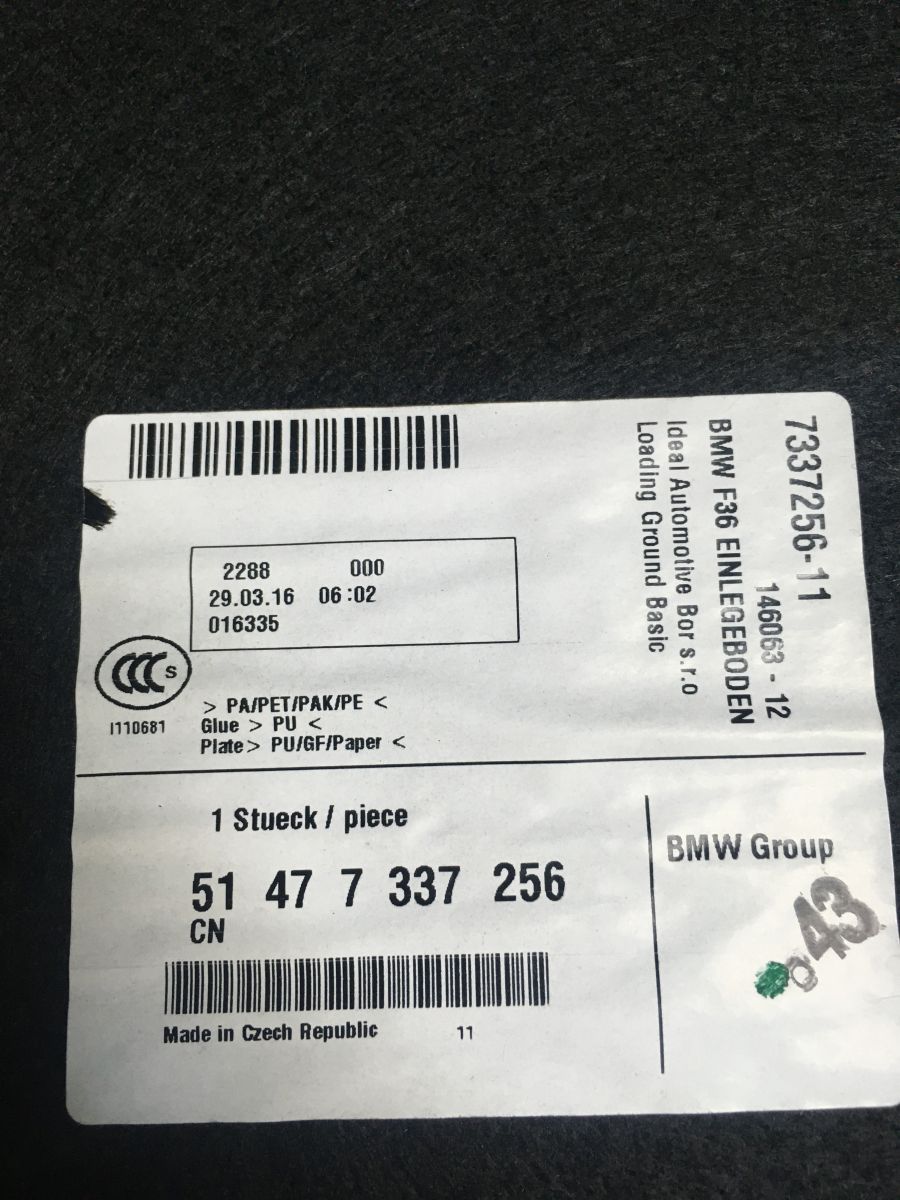 7337256-11
146063 - 12
BMW F36 EINLEGEBODEN
Ideal Automotive Bor s.r.o
Loading Ground Basic
2288 000
29.03.16 06:02
016335
CCC S
I110681
> PA/PET/PAK/PE <
Glue > PU <
Plate> PU/GF/Paper <
1 Stueck / piece
51 47 7 337 256
CN
Made in Czech Republic 11
BMW Group
43